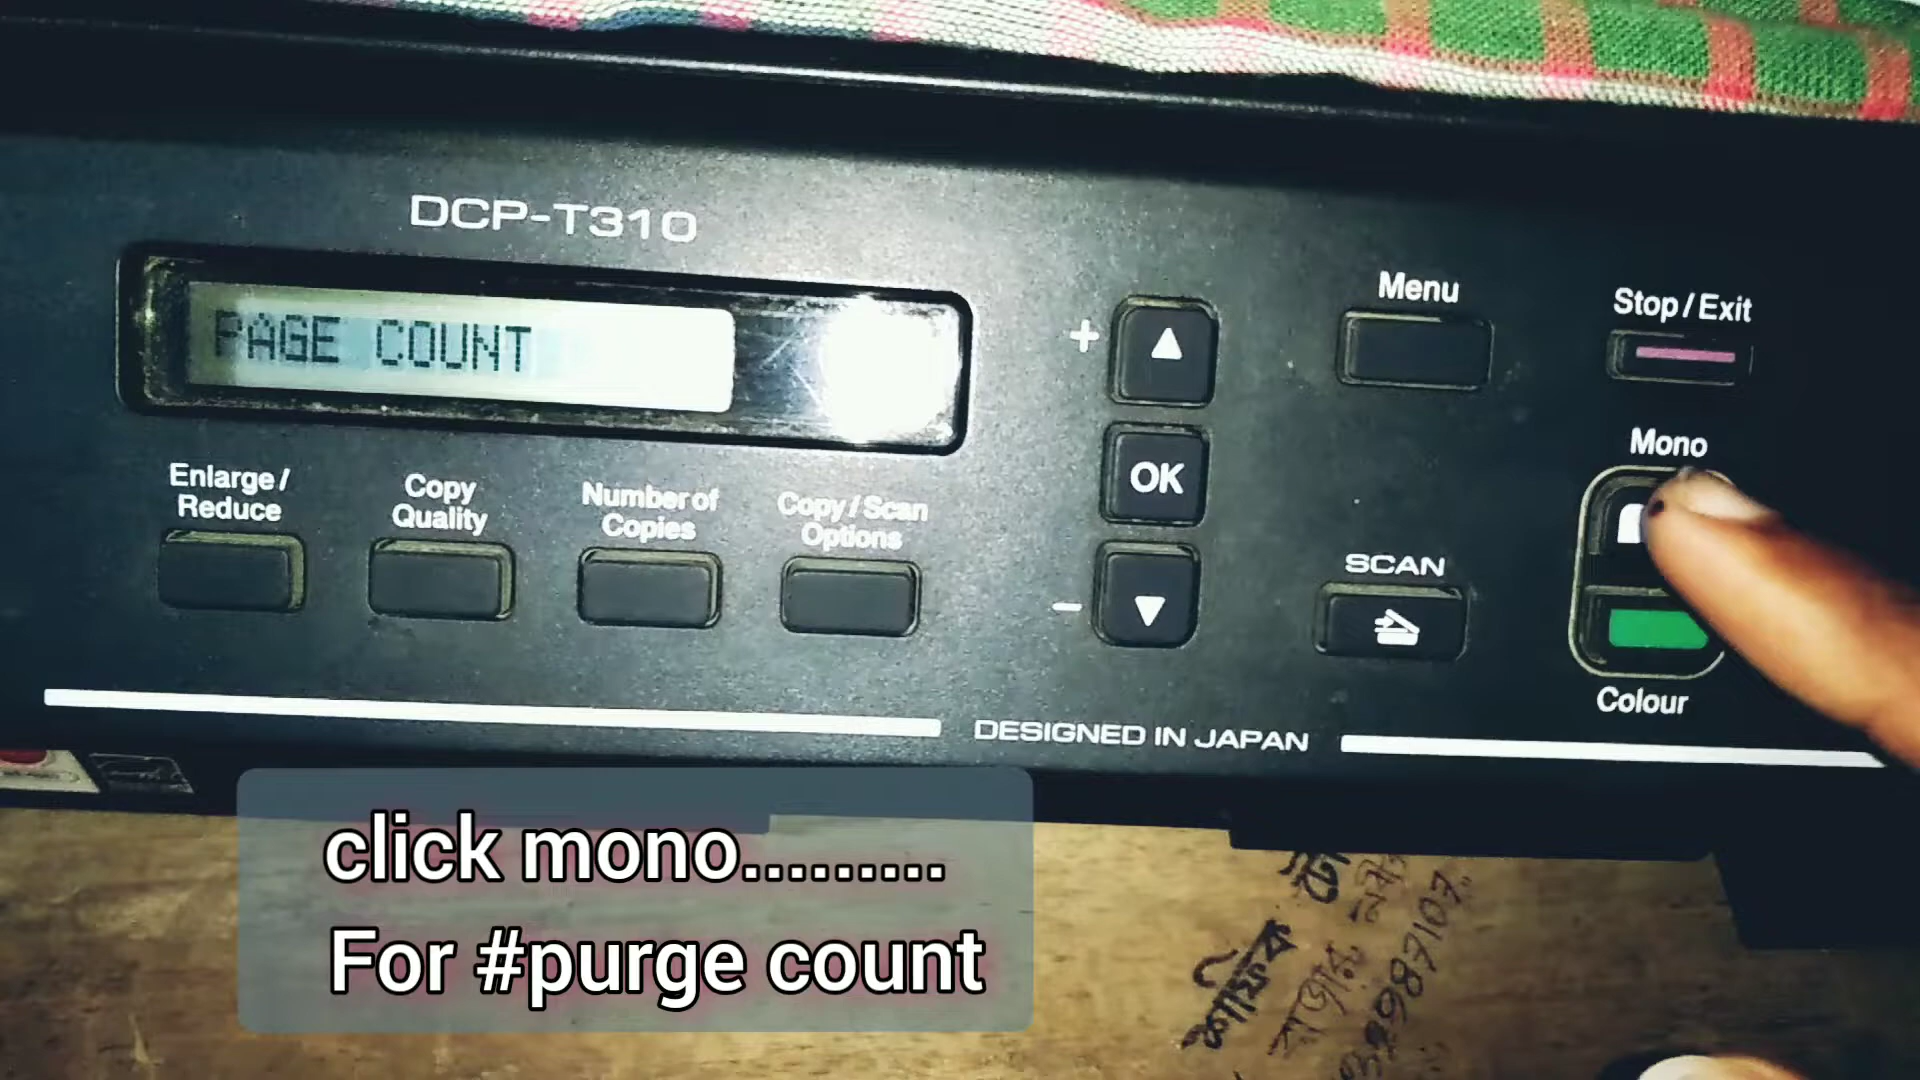 DCP-T310
PAGE COUNT
Menu
Stop / Exit
Mono
Enlarge /
Reduce
Copy
Quality
Number of
Copies
Copy / Scan
Options
+
OK
−
SCAN
Colour
DESIGNED IN JAPAN
click mono.........
For #purge count